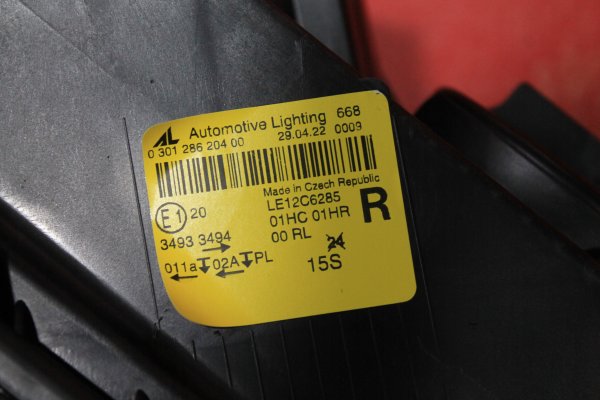 AL Automotive Lighting 668
0 301 286 204 00 29.04.22 0009
Made in Czech Republic
E1 20 LE12C6285 R
01HC 01HR
3493 3494 00 RL
24
011a 02A PL 15S